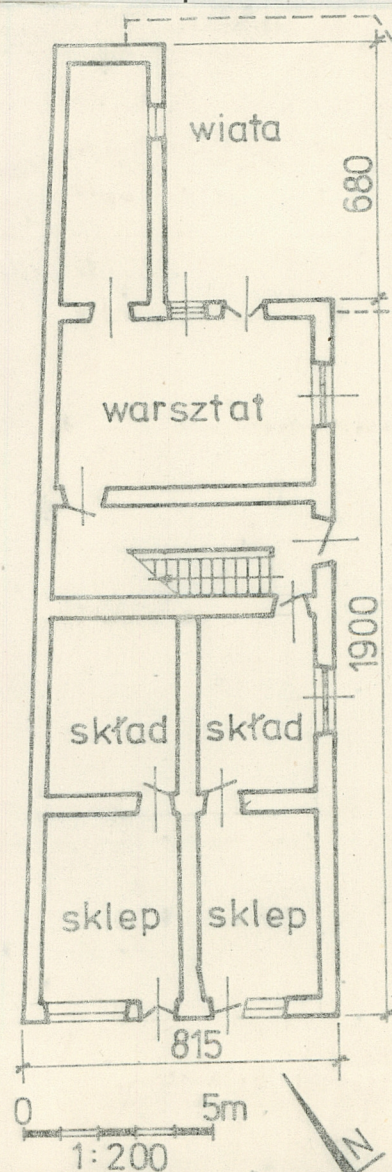 wiata
680
warsztat
1900
skład skład
sklep sklep
815
0 5m
1:200
N